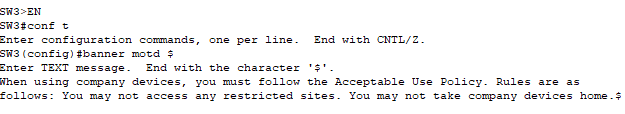 SW3>EN
SW3#conf t
Enter configuration commands, one per line.  End with CNTL/Z.
SW3(config)#banner motd $
Enter TEXT message.  End with the character '$'.
When using company devices, you must follow the Acceptable Use Policy. Rules are as
follows: You may not access any restricted sites. You may not take company devices home.$